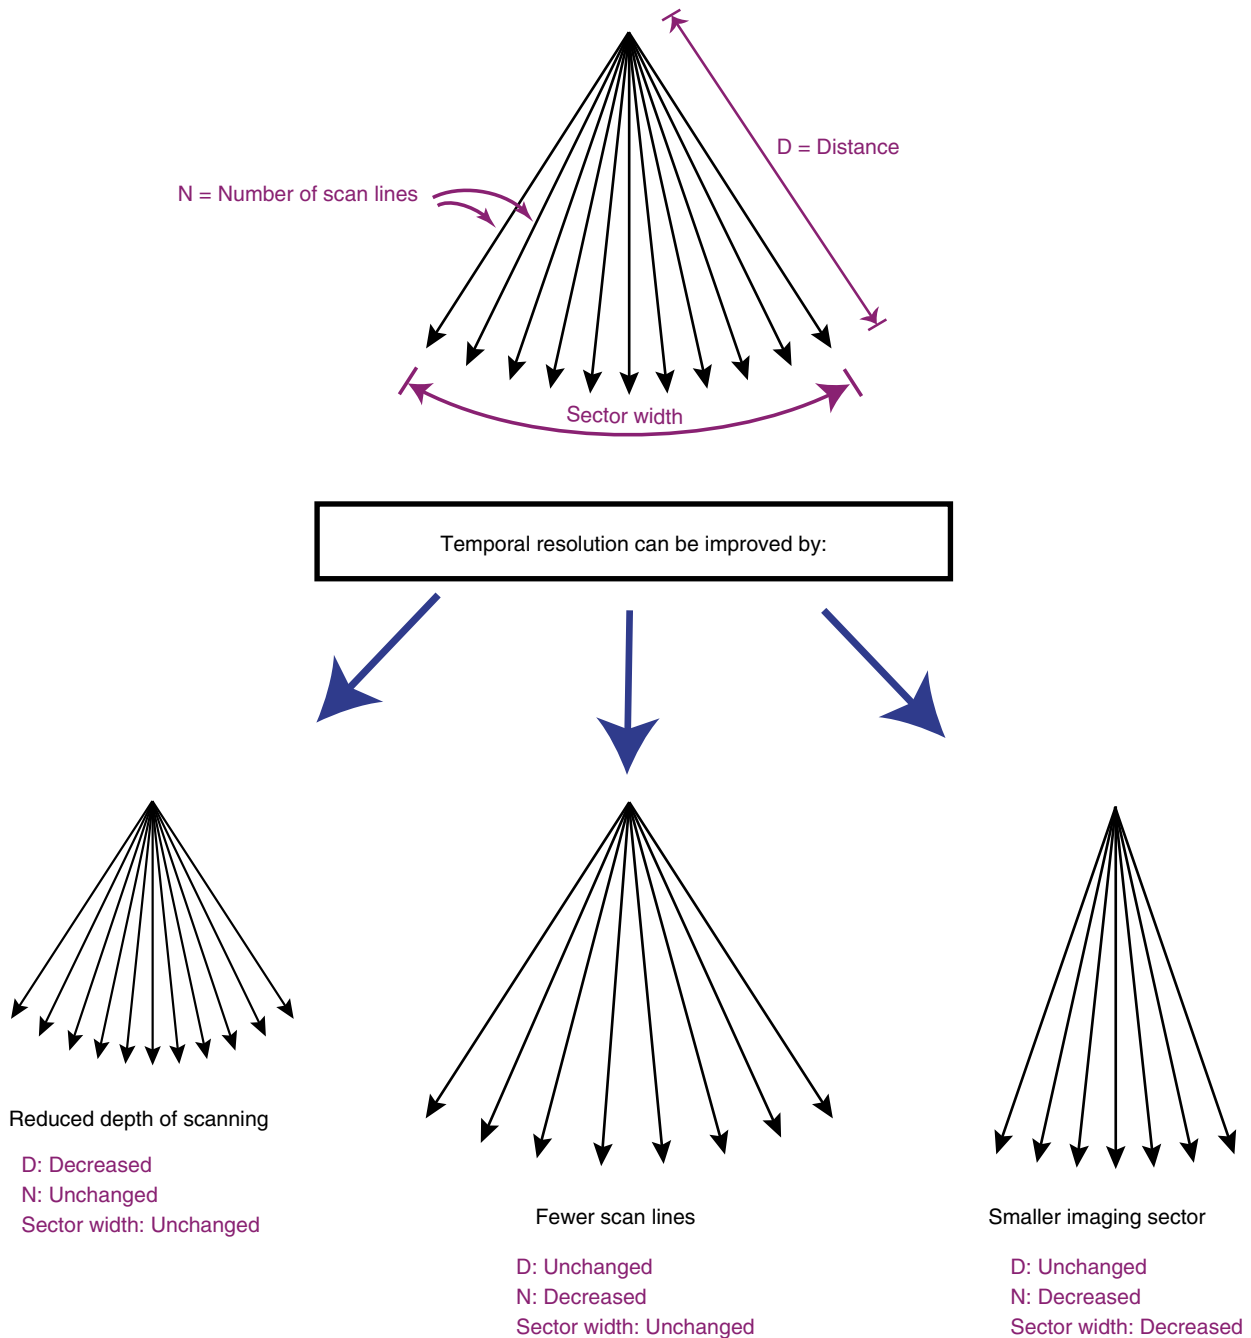 D = Distance
N = Number of scan lines
Sector width
Temporal resolution can be improved by:
Reduced depth of scanning
D: Decreased
N: Unchanged
Sector width: Unchanged
Fewer scan lines
D: Unchanged
N: Decreased
Sector width: Unchanged
Smaller imaging sector
D: Unchanged
N: Decreased
Sector width: Decreased